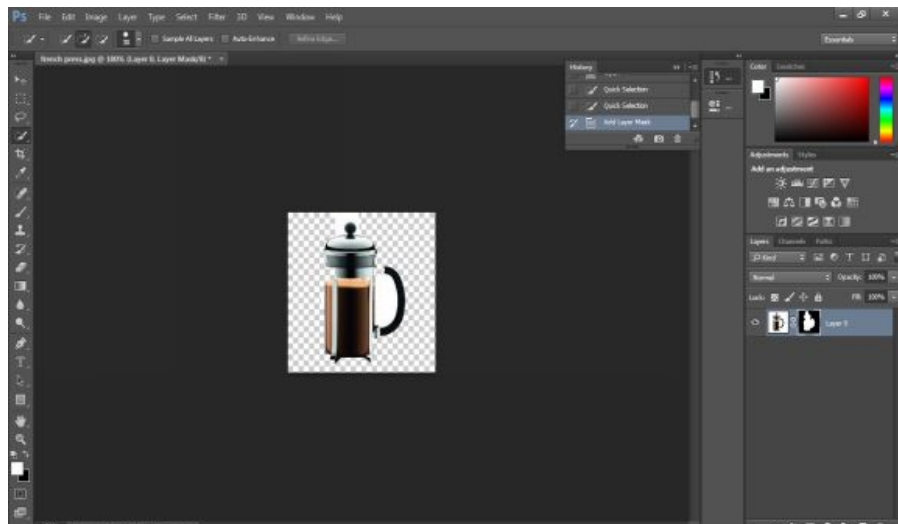 Ps File Edit Image Layer Type Select Filter 3D View Window Help
Sample All Layers Auto-Enhance Refine Edge... Essentials
french press.jpg @ 100% (Layer 0, Layer Mask/8) * ×
History
Quick Selection
Quick Selection
Add Layer Mask
Color Swatches
Adjustments Styles
Add an adjustment
Layers Channels Paths
Kind
Normal Opacity: 100%
Lock: Fill: 100%
Layer 0